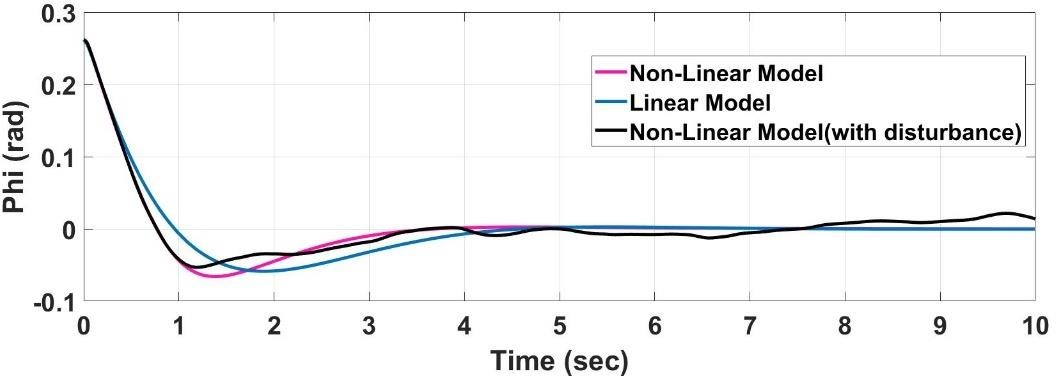 0.3
0.2
0.1
0
-0.1
Phi (rad)
Non-Linear Model
Linear Model
Non-Linear Model(with disturbance)
0 1 2 3 4 5 6 7 8 9 10
Time (sec)